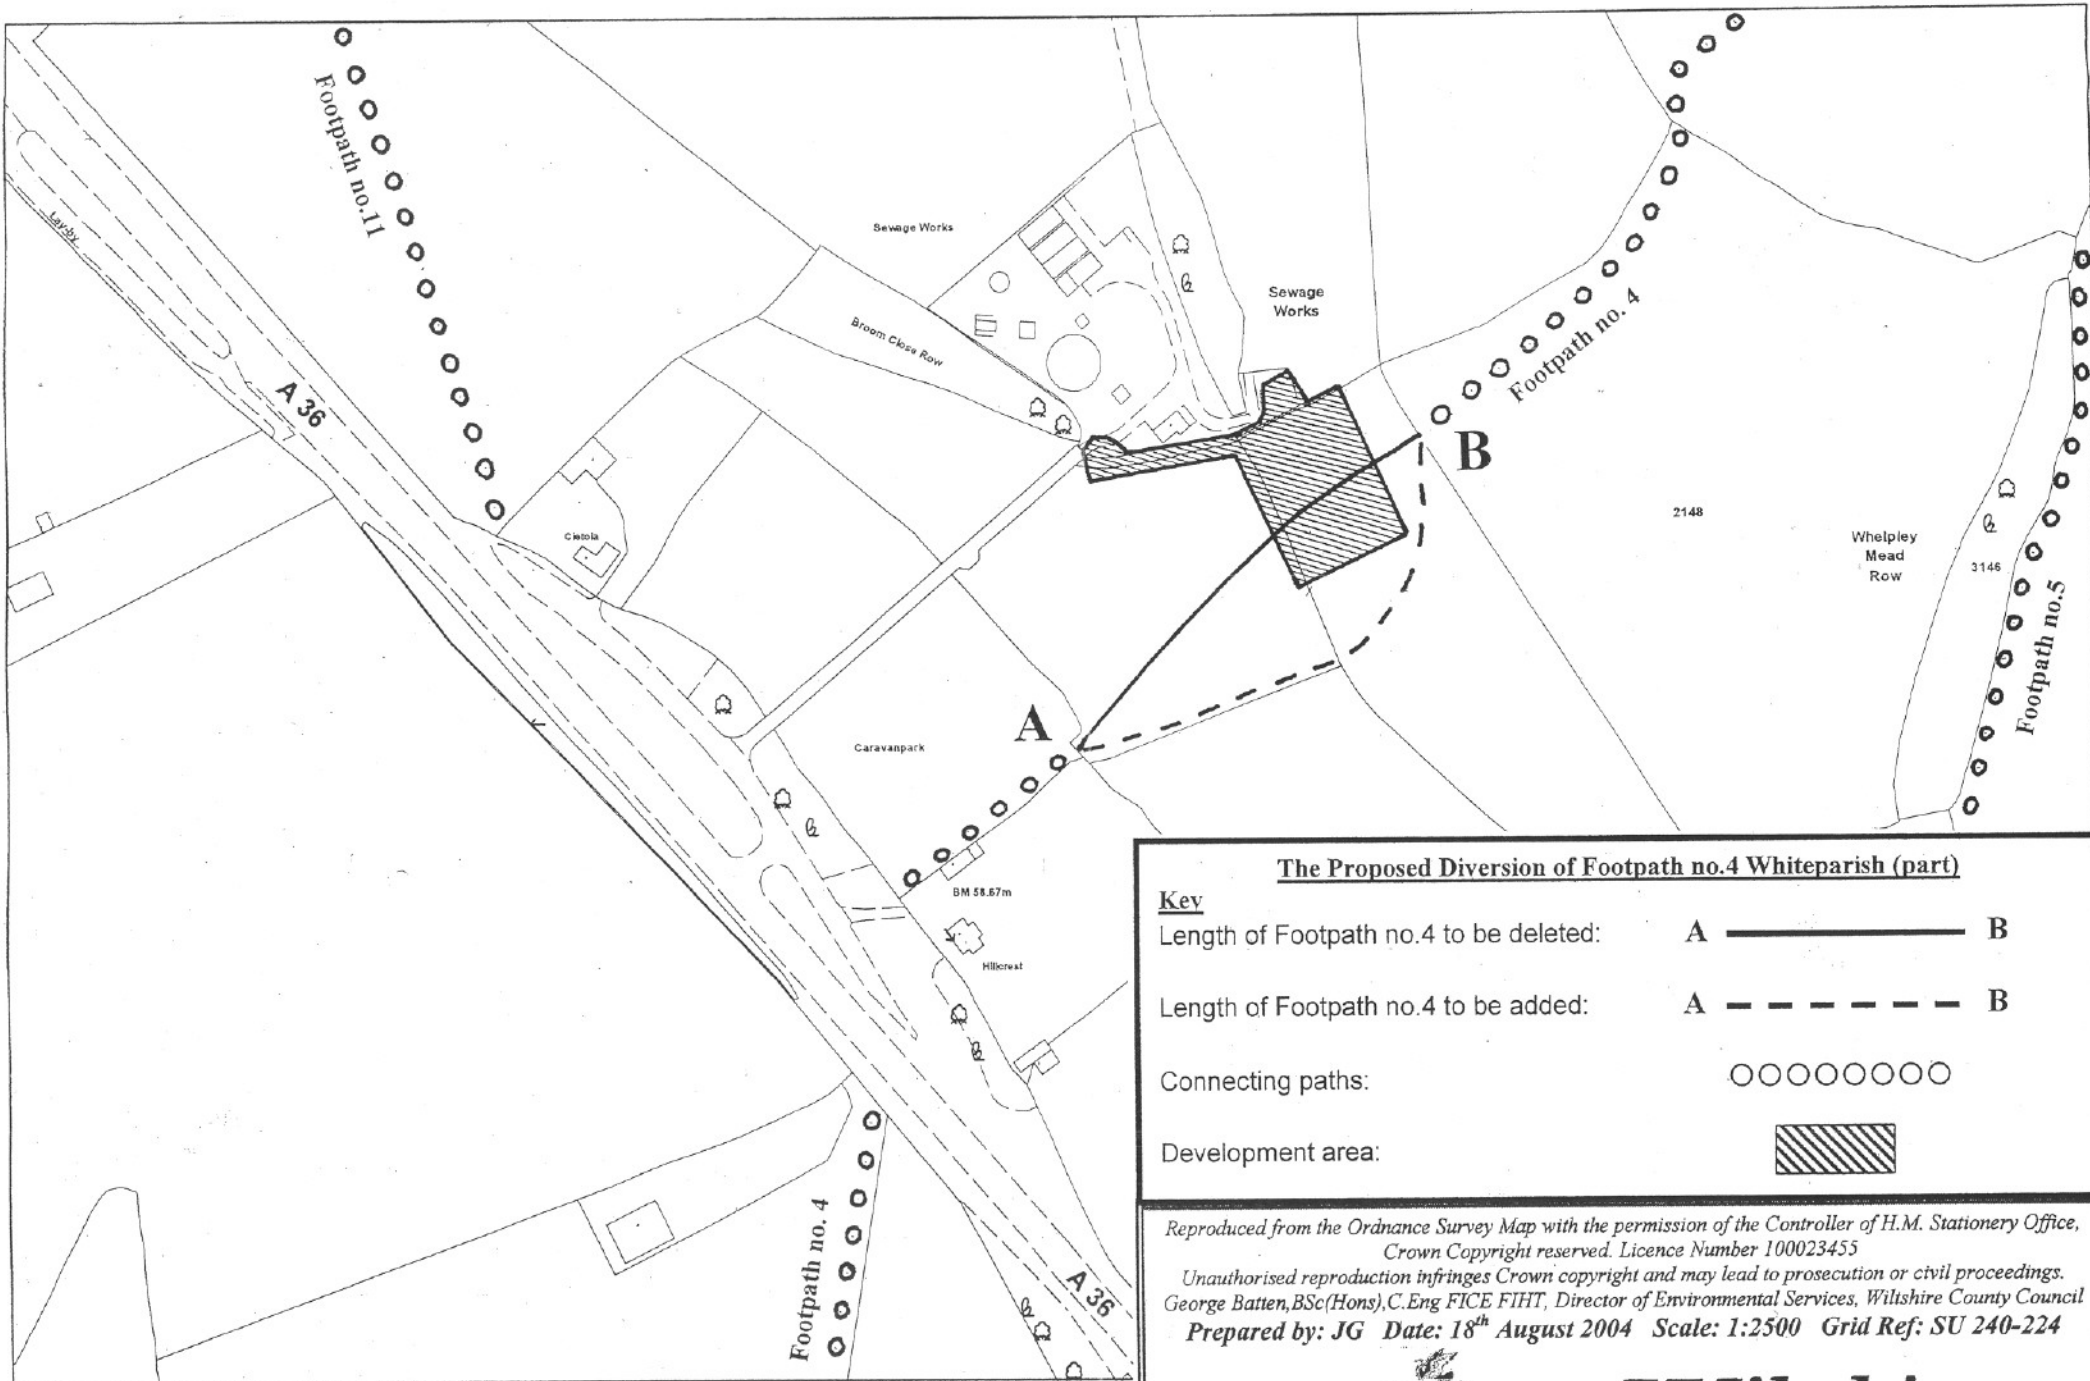 Footpath no.11
Lay-by
A 36
Sewage Works
Broom Close Row
Sewage
Works
Footpath no. 4
B
2148
Whelpley
Mead
Row
3146
Footpath no.5
A
Caravanpark
BM 58.67m
Hillcrest
Footpath no. 4
A 36
The Proposed Diversion of Footpath no.4 Whiteparish (part)
Key
Length of Footpath no.4 to be deleted: A B
Length of Footpath no.4 to be added: A B
Connecting paths:
Development area:
Reproduced from the Ordnance Survey Map with the permission of the Controller of H.M. Stationery Office,
Crown Copyright reserved. Licence Number 100023455
Unauthorised reproduction infringes Crown copyright and may lead to prosecution or civil proceedings.
George Batten,BSc(Hons),C.Eng FICE FIHT, Director of Environmental Services, Wiltshire County Council
Prepared by: JG Date: 18th August 2004 Scale: 1:2500 Grid Ref: SU 240-224